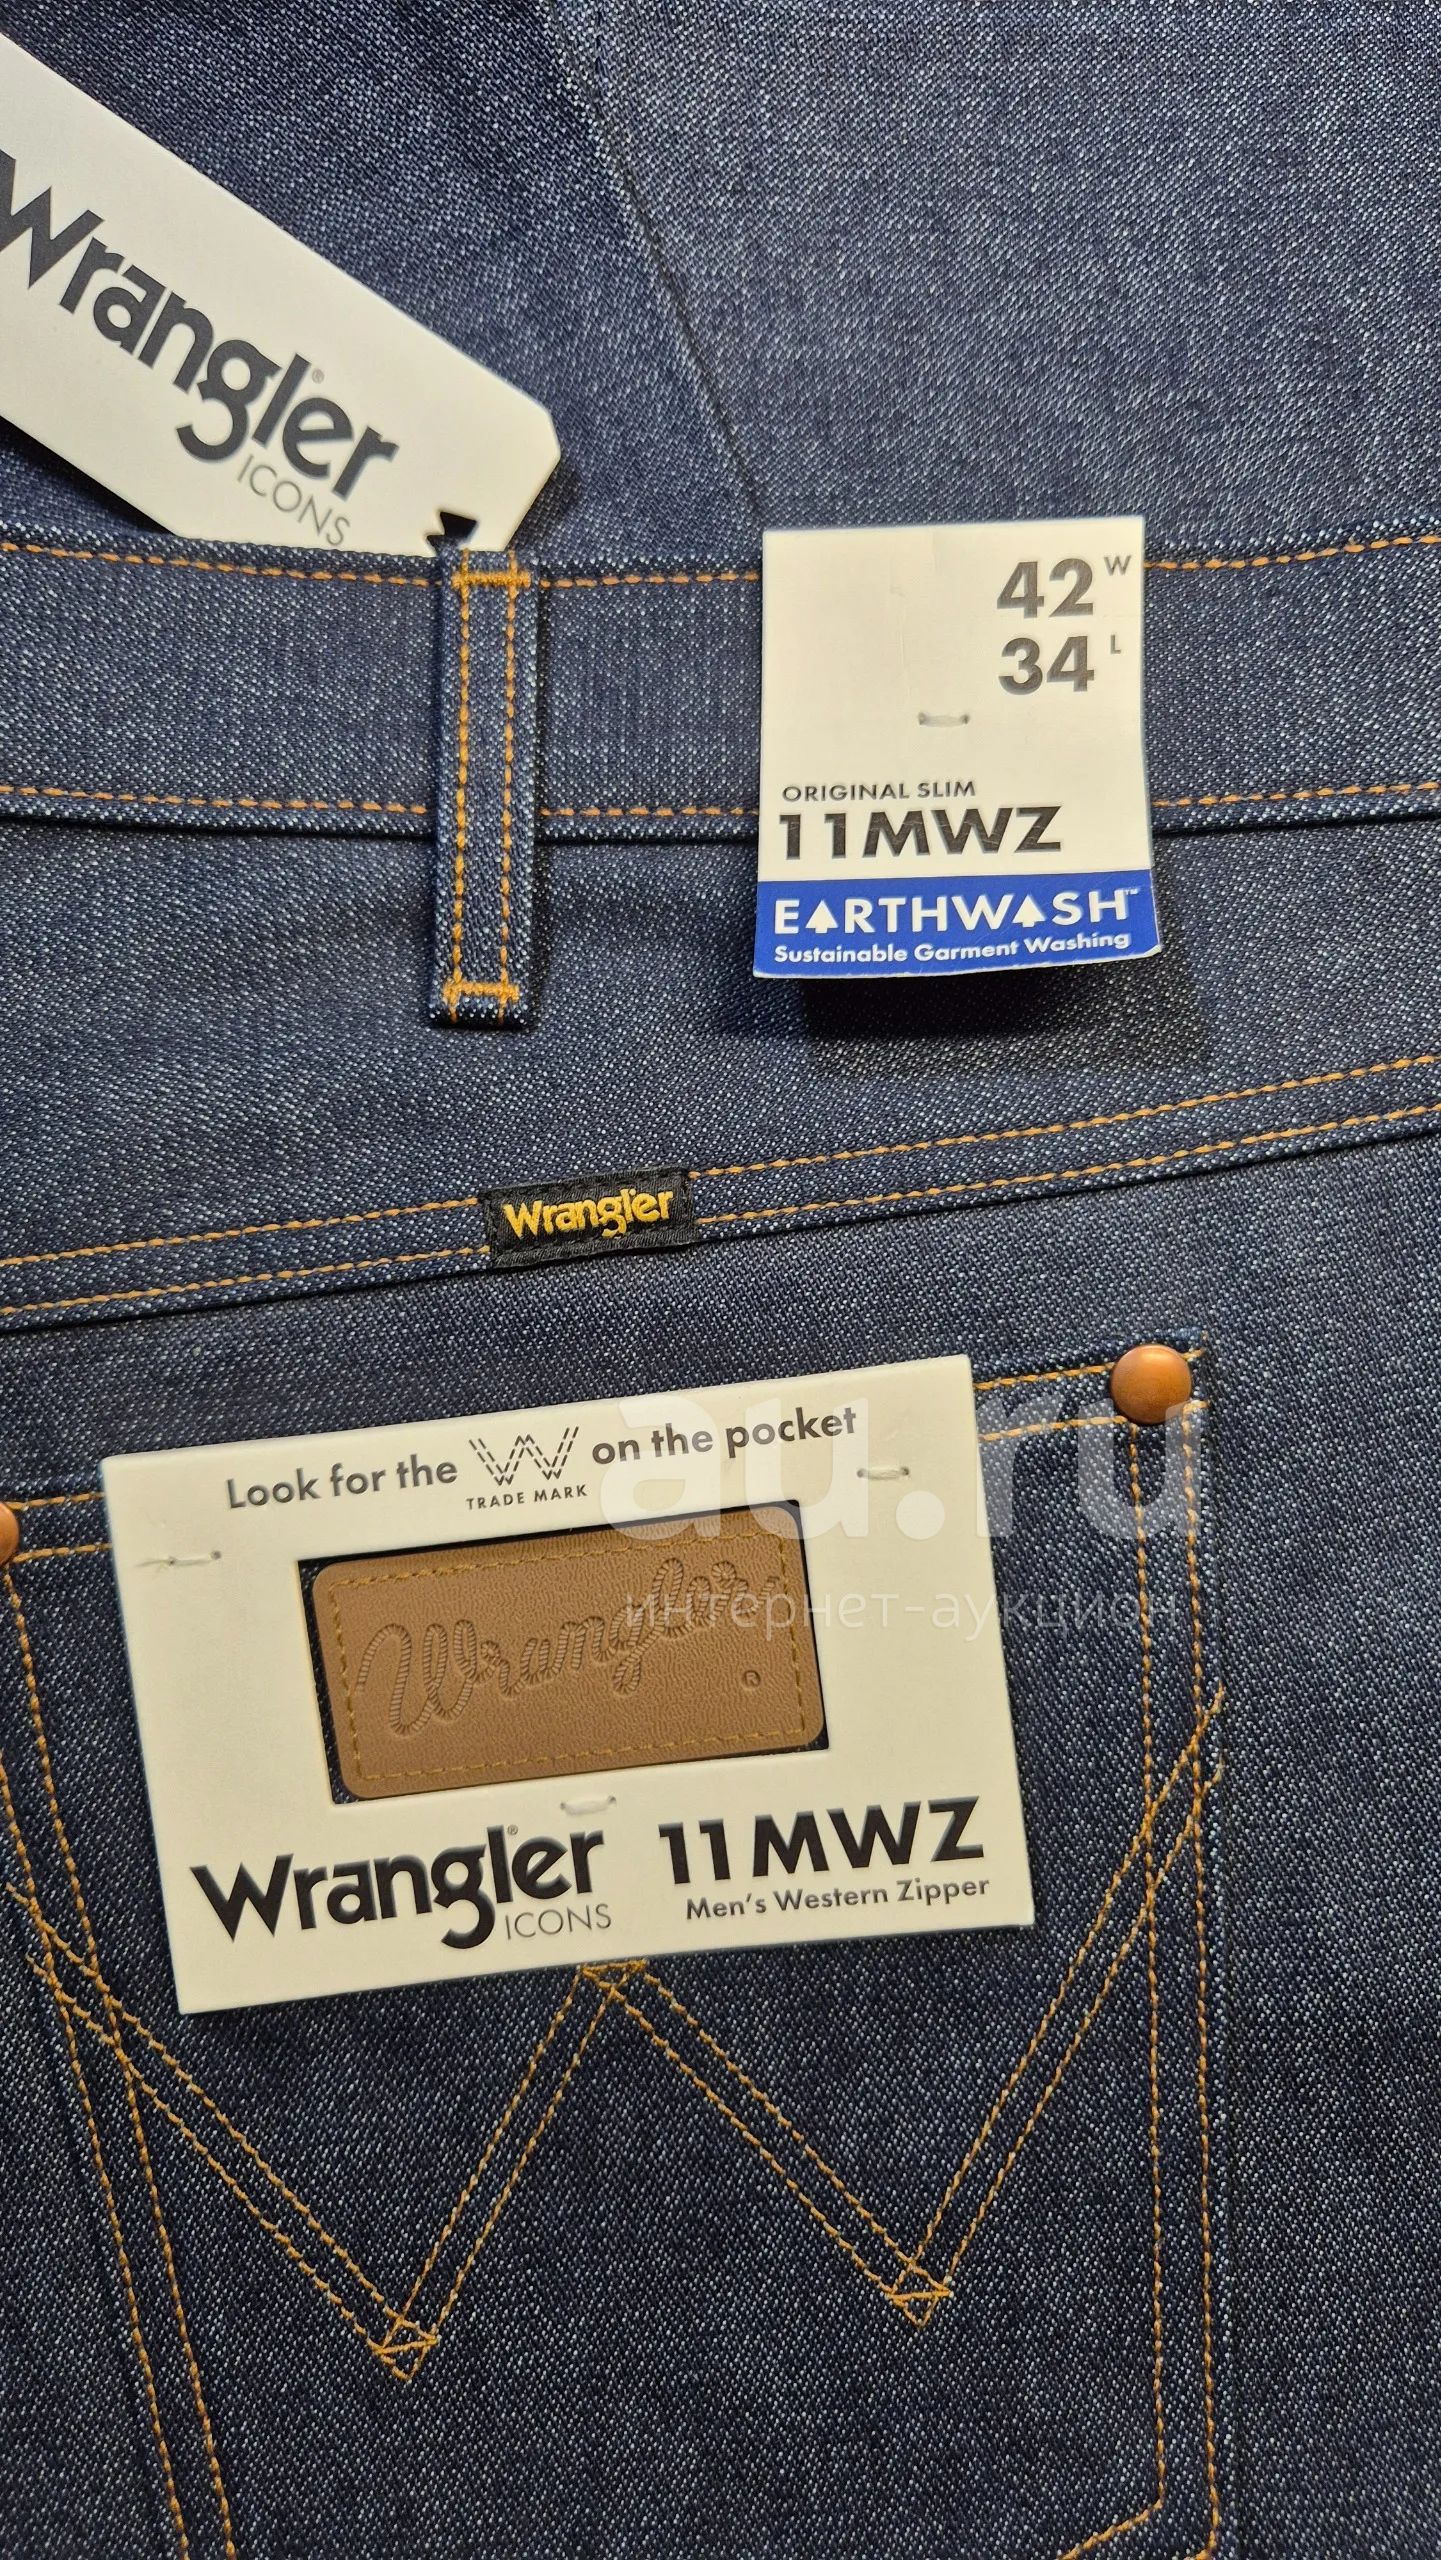 Wrangler®
ICONS
42 W
34 L
ORIGINAL SLIM
11MWZ
EARTHWASH™
Sustainable Garment Washing
Wrangler
Look for the W on the pocket
TRADE MARK
au.ru
интернет-аукцион
Wrangler
®
Wrangler® 11MWZ
ICONS Men's Western Zipper